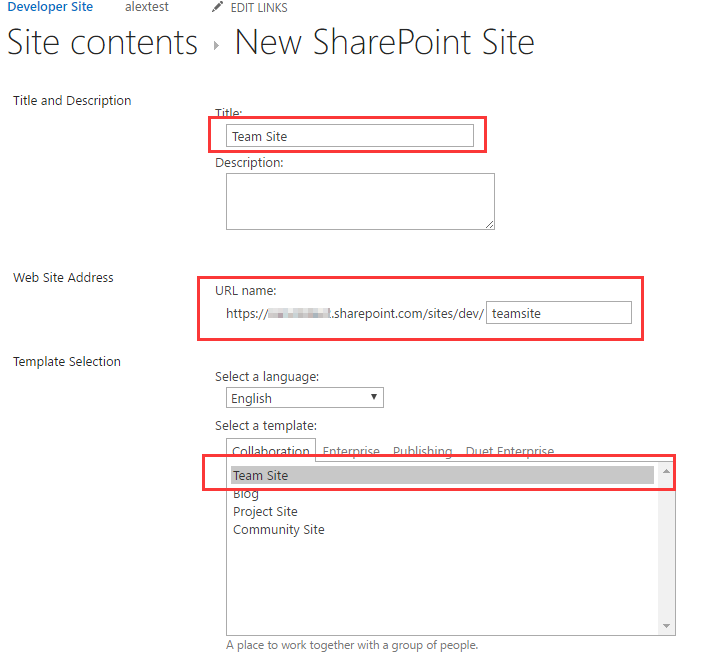 Developer Site alextest EDIT LINKS
Site contents New SharePoint Site
Title and Description
Title:
Team Site
Description:
Web Site Address
URL name:
https:// .sharepoint.com/sites/dev/ teamsite
Template Selection
Select a language:
English
Select a template:
Collaboration Enterprise Publishing Duet Enterprise
Team Site
Blog
Project Site
Community Site
A place to work together with a group of people.